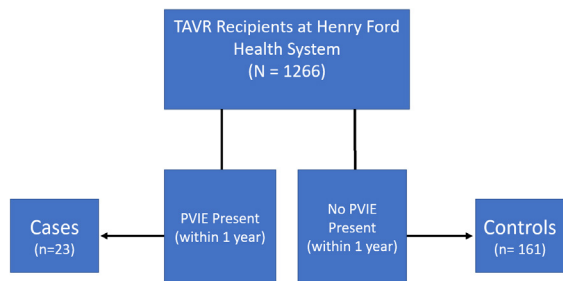 TAVR Recipients at Henry Ford
Health System
(N = 1266)
PVIE Present
(within 1 year)
No PVIE
Present
(within 1 year)
Cases
(n=23)
Controls
(n= 161)